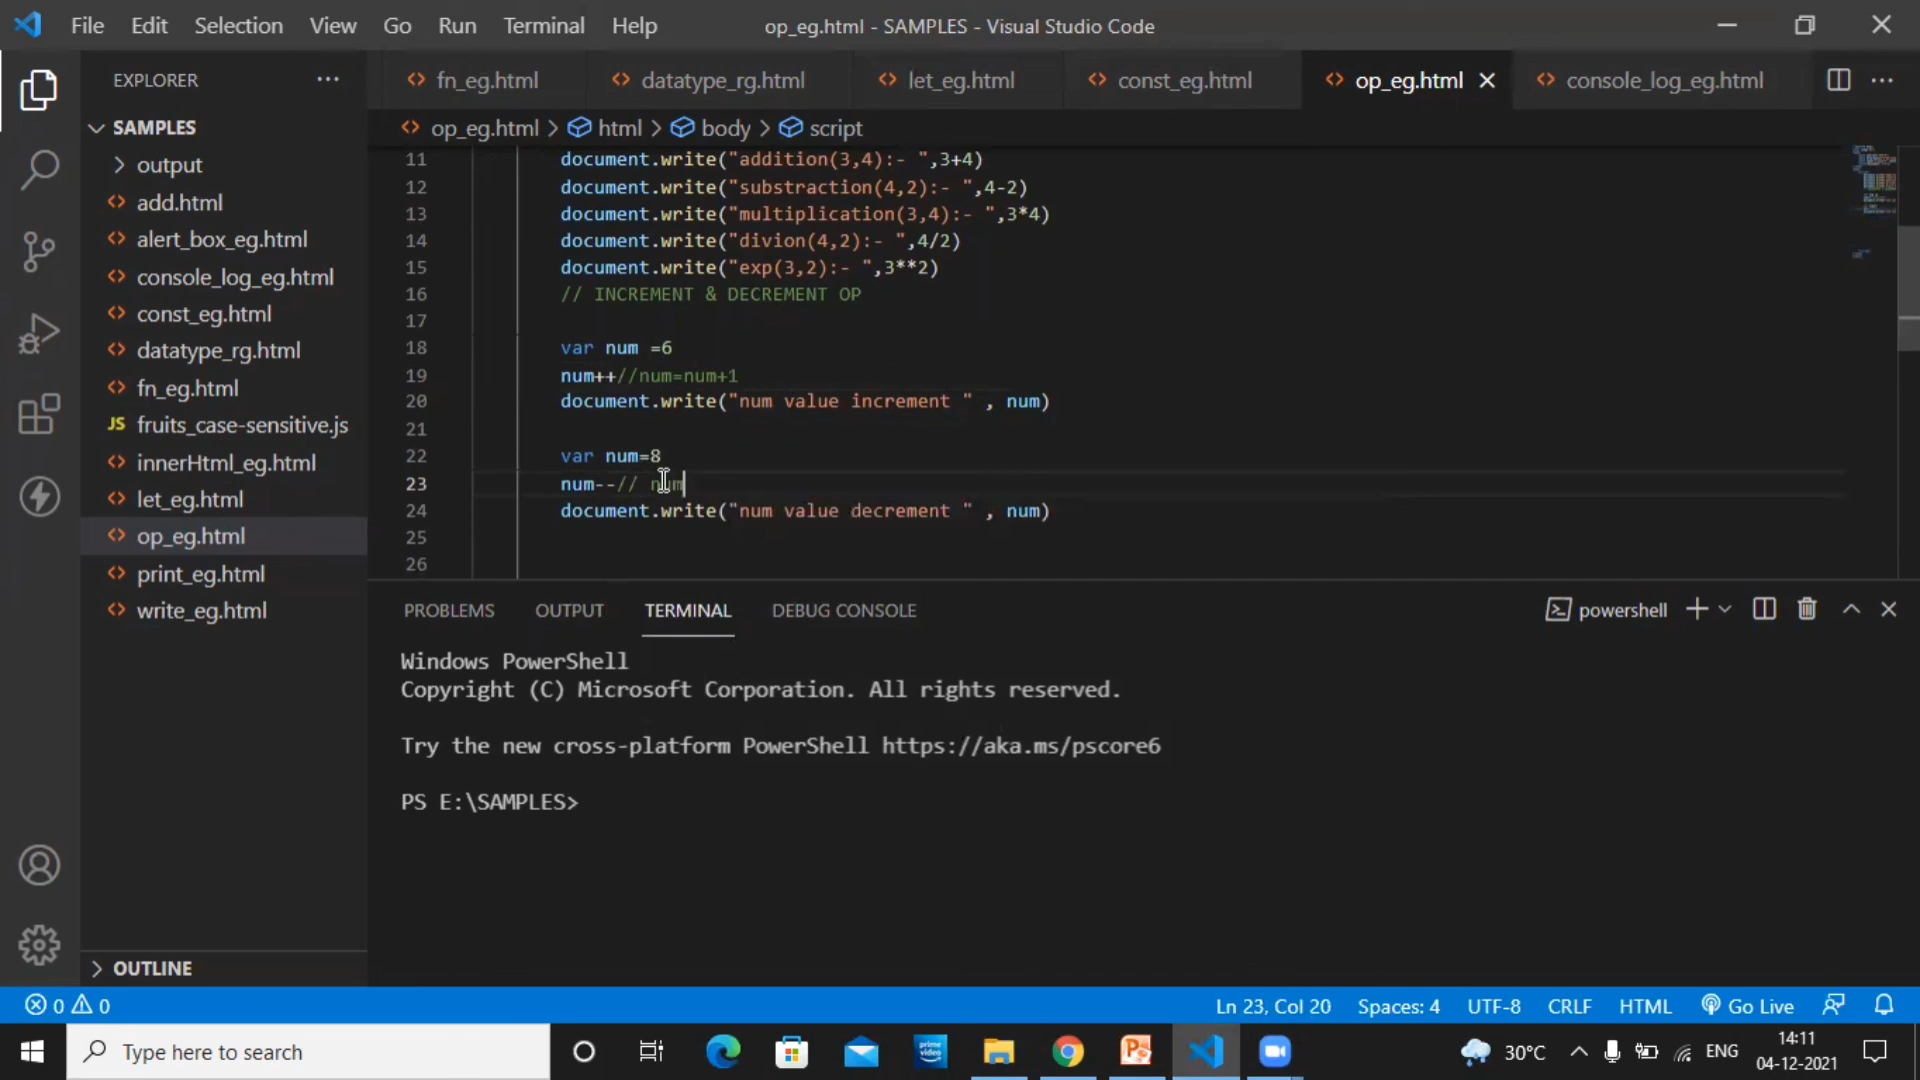 File Edit Selection View Go Run Terminal Help op_eg.html - SAMPLES - Visual Studio Code
EXPLORER ... fn_eg.html datatype_rg.html let_eg.html const_eg.html op_eg.html console_log_eg.html ...
SAMPLES
op_eg.html > html > body > script
output
add.html
alert_box_eg.html
console_log_eg.html
const_eg.html
datatype_rg.html
fn_eg.html
JS fruits_case-sensitive.js
innerHtml_eg.html
let_eg.html
op_eg.html
print_eg.html
write_eg.html
OUTLINE
11 document.write("addition(3,4):- ",3+4)
12 document.write("substraction(4,2):- ",4-2)
13 document.write("multiplication(3,4):- ",3*4)
14 document.write("divion(4,2):- ",4/2)
15 document.write("exp(3,2):- ",3**2)
16 // INCREMENT & DECREMENT OP
17
18 var num =6
19 num++//num=num+1
20 document.write("num value increment " , num)
21
22 var num=8
23 num--// num
24 document.write("num value decrement " , num)
25
26
PROBLEMS OUTPUT TERMINAL DEBUG CONSOLE powershell
Windows PowerShell
Copyright (C) Microsoft Corporation. All rights reserved.
Try the new cross-platform PowerShell https://aka.ms/pscore6
PS E:\SAMPLES>
0 0 Ln 23, Col 20 Spaces: 4 UTF-8 CRLF HTML Go Live
Type here to search prime video 30°C ENG 14:11
04-12-2021